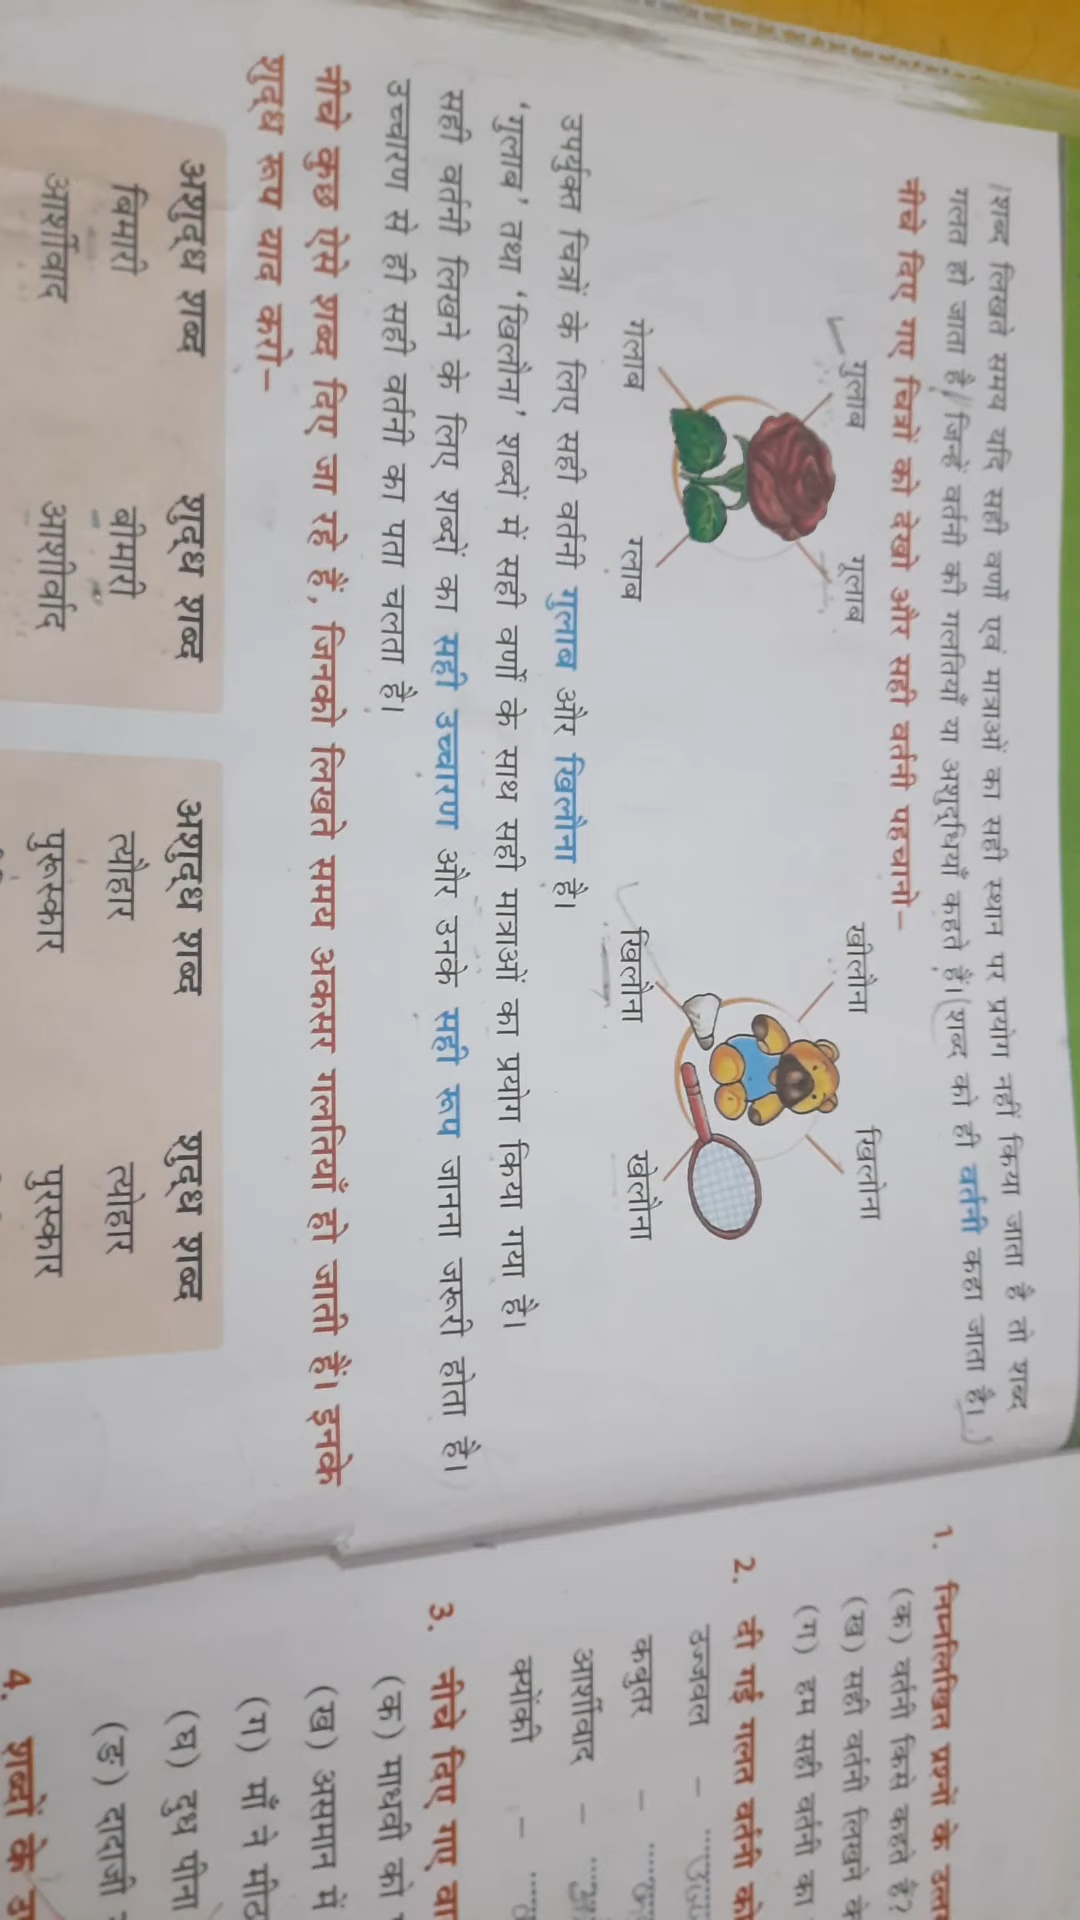 शब्द लिखते समय यदि सही वर्णों एवं मात्राओं का सही स्थान पर प्रयोग नहीं किया जाता है तो शब्द
गलत हो जाता है, जिन्हें वर्तनी की गलतियाँ या अशुद्धियाँ कहते हैं। (शब्द को ही वर्तनी कहा जाता है।)
नीचे दिए गए चित्रों को देखो और सही वर्तनी पहचानो–
गुलाब गूलाब खीलौना खिलोना
गेलाब ग्लाब खिलौना खेलौना
उपर्युक्त चित्रों के लिए सही वर्तनी गुलाब और खिलौना है।
'गुलाब' तथा 'खिलौना' शब्दों में सही वर्णों के साथ सही मात्राओं का प्रयोग किया गया है।
सही वर्तनी लिखने के लिए शब्दों का सही उच्चारण और उनके सही रूप जानना जरूरी होता है।
उच्चारण से ही सही वर्तनी का पता चलता है।
नीचे कुछ ऐसे शब्द दिए जा रहे हैं, जिनको लिखते समय अकसर गलतियाँ हो जाती हैं। इनके
शुद्ध रूप याद करो–
अशुद्ध शब्द शुद्ध शब्द अशुद्ध शब्द शुद्ध शब्द
बिमारी बीमारी त्यौहार त्योहार
आर्शीवाद आशीर्वाद पुरूस्कार पुरस्कार
1. निम्नलिखित प्रश्नों के उत्तर
(क) वर्तनी किसे कहते हैं?
(ख) सही वर्तनी लिखने के
(ग) हम सही वर्तनी का
2. दी गई गलत वर्तनी को
उज्जवल –
कबुतर –
आर्शीवाद –
क्योंकी –
3. नीचे दिए गए वा
(क) माधवी को
(ख) असमान में
(ग) माँ ने मीठ
(घ) दुध पीना
(ङ) दादाजी
4. शब्दों के